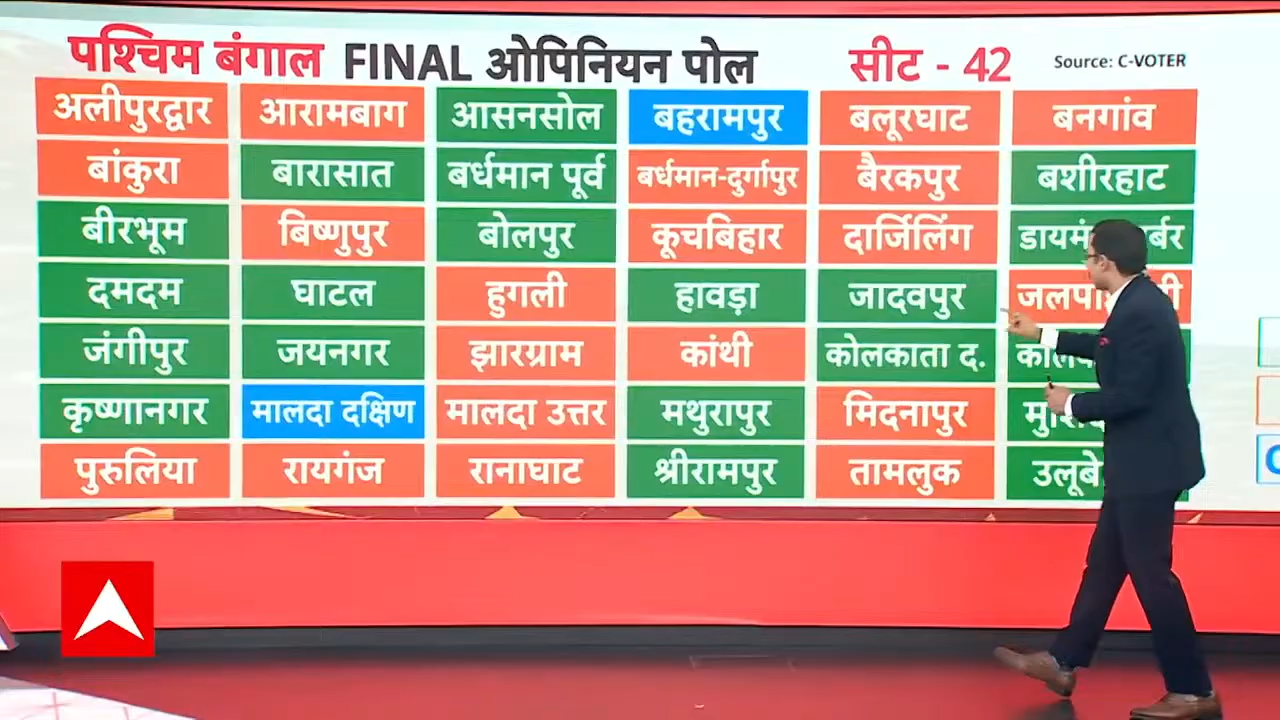 पश्चिम बंगाल FINAL ओपिनियन पोल सीट - 42 Source: C-VOTER
अलीपुरद्वार आरामबाग आसनसोल बहरामपुर बलूरघाट बनगांव
बांकुरा बारासात बर्धमान पूर्व बर्धमान-दुर्गापुर बैरकपुर बशीरहाट
बीरभूम बिष्णुपुर बोलपुर कूचबिहार दार्जिलिंग
दमदम घाटल हुगली हावड़ा जादवपुर
जंगीपुर जयनगर झारग्राम कांथी कोलकाता द.
कृष्णानगर मालदा दक्षिण मालदा उत्तर मथुरापुर मिदनापुर
पुरुलिया रायगंज रानाघाट श्रीरामपुर तामलुक